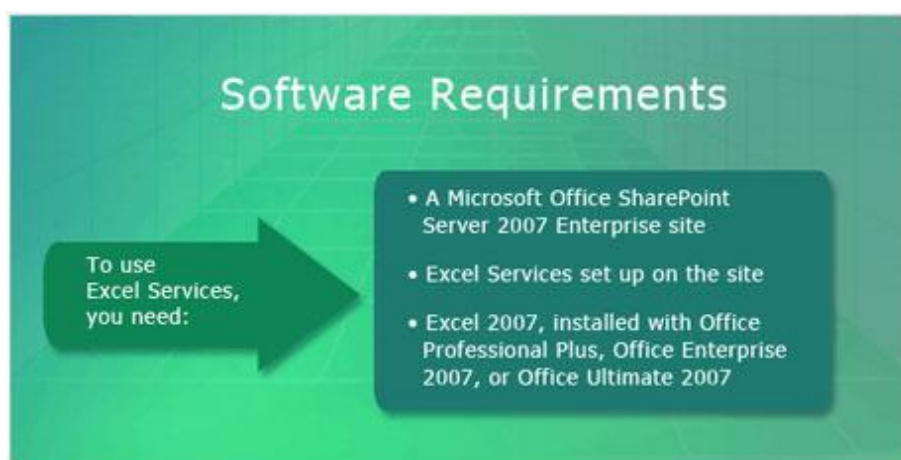 Software Requirements
To use
Excel Services,
you need:
• A Microsoft Office SharePoint
Server 2007 Enterprise site
• Excel Services set up on the site
• Excel 2007, installed with Office
Professional Plus, Office Enterprise
2007, or Office Ultimate 2007